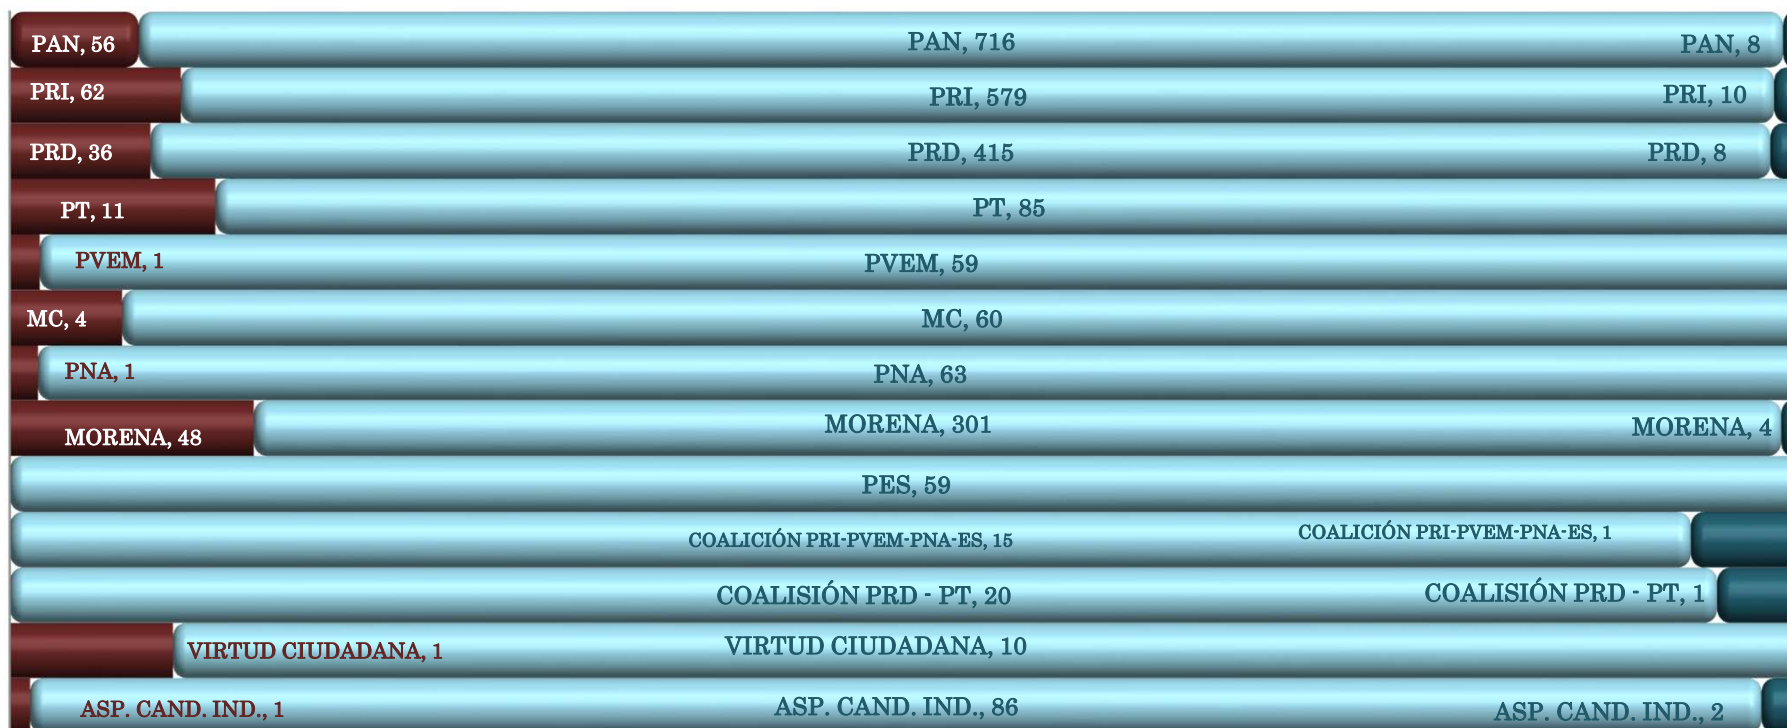 PAN, 56 PAN, 716 PAN, 8
PRI, 62 PRI, 579 PRI, 10
PRD, 36 PRD, 415 PRD, 8
PT, 11 PT, 85
PVEM, 1 PVEM, 59
MC, 4 MC, 60
PNA, 1 PNA, 63
MORENA, 48 MORENA, 301 MORENA, 4
PES, 59
COALICIÓN PRI-PVEM-PNA-ES, 15 COALICIÓN PRI-PVEM-PNA-ES, 1
COALISIÓN PRD - PT, 20 COALISIÓN PRD - PT, 1
VIRTUD CIUDADANA, 1 VIRTUD CIUDADANA, 10
ASP. CAND. IND., 1 ASP. CAND. IND., 86 ASP. CAND. IND., 2